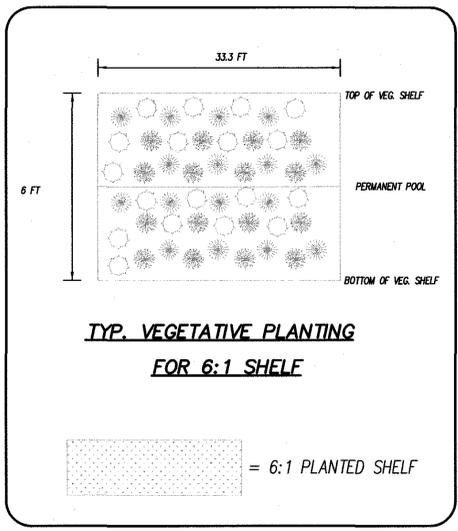 33.3 FT
TOP OF VEG. SHELF
6 FT
PERMANENT POOL
BOTTOM OF VEG. SHELF
TYP. VEGETATIVE PLANTING
FOR 6:1 SHELF
= 6:1 PLANTED SHELF